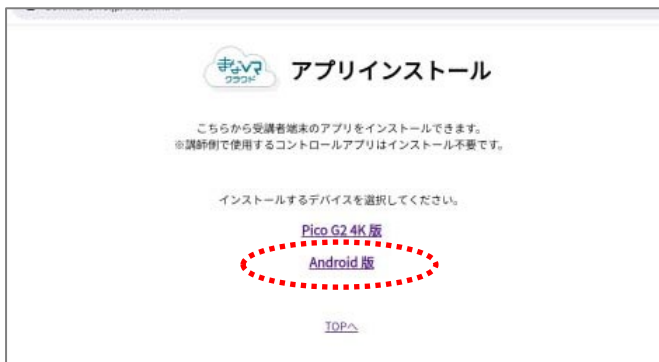 まなVR
クラウド
アプリインストール
こちらから受講者端末のアプリをインストールできます。
※講師側で使用するコントロールアプリはインストール不要です。
インストールするデバイスを選択してください。
Pico G2 4K 版
Android 版
TOPへ